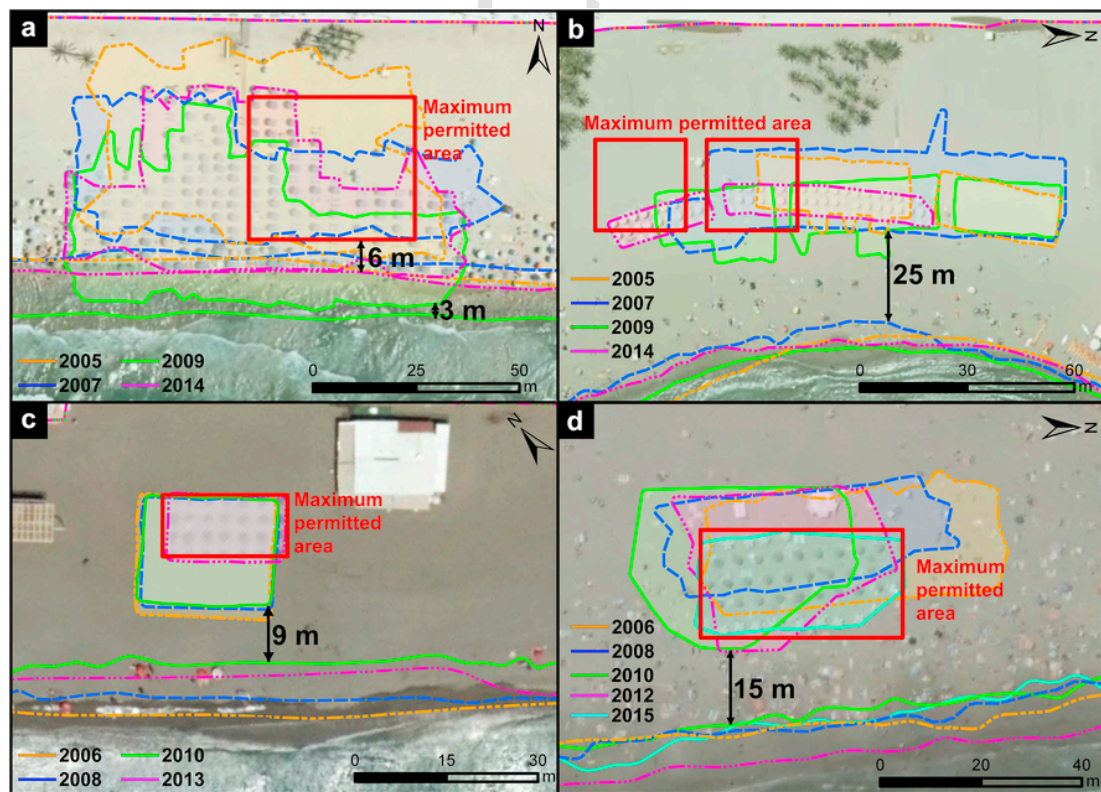 a
N
Maximum
permitted
area
6 m
3 m
2005
2009
2007
2014
0
25
50
m
b
N
Maximum permitted area
25 m
2005
2007
2009
2014
0
30
60
m
c
N
Maximum
permitted
area
9 m
2006
2010
2008
2013
0
15
30
m
d
N
Maximum
permitted
area
15 m
2006
2008
2010
2012
2015
0
20
40
m